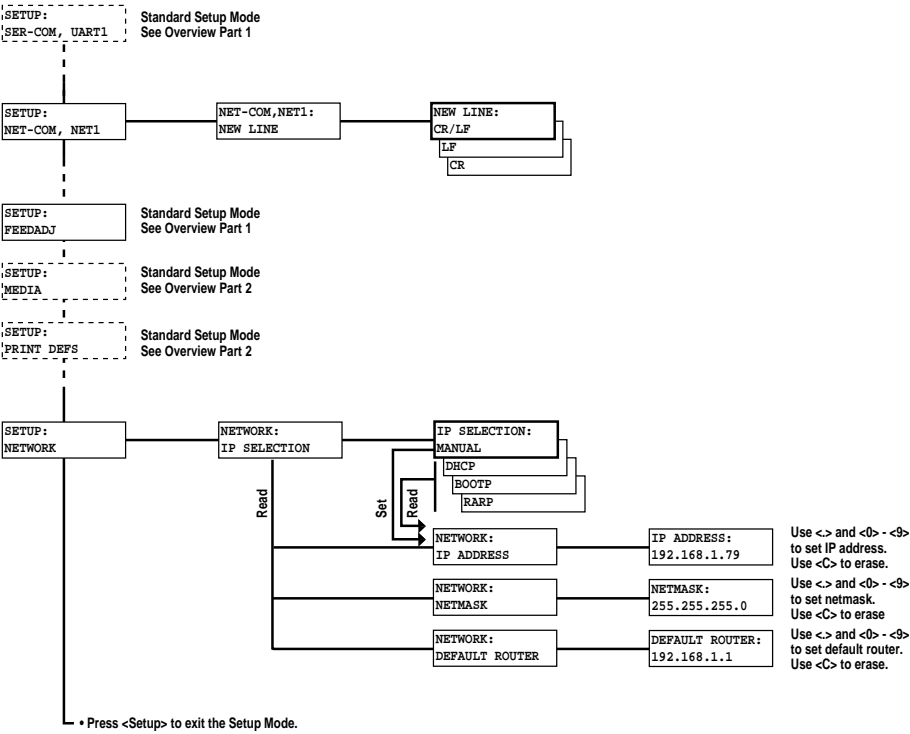 SETUP:
SER-COM, UART1
Standard Setup Mode
See Overview Part 1
SETUP:
NET-COM, NET1
NET-COM,NET1:
NEW LINE
NEW LINE:
CR/LF
LF
CR
SETUP:
FEEDADJ
Standard Setup Mode
See Overview Part 1
SETUP:
MEDIA
Standard Setup Mode
See Overview Part 2
SETUP:
PRINT DEFS
Standard Setup Mode
See Overview Part 2
SETUP:
NETWORK
NETWORK:
IP SELECTION
IP SELECTION:
MANUAL
DHCP
BOOTP
RARP
Read
Set
Read
NETWORK:
IP ADDRESS
IP ADDRESS:
192.168.1.79
Use <.> and <0> - <9>
to set IP address.
Use <C> to erase.
NETWORK:
NETMASK
NETMASK:
255.255.255.0
Use <.> and <0> - <9>
to set netmask.
Use <C> to erase
NETWORK:
DEFAULT ROUTER
DEFAULT ROUTER:
192.168.1.1
Use <.> and <0> - <9>
to set default router.
Use <C> to erase.
• Press <Setup> to exit the Setup Mode.